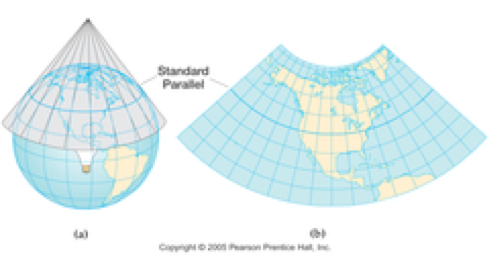 Standard
Parallel
(a)
(b)
Copyright © 2005 Pearson Prentice Hall, Inc.